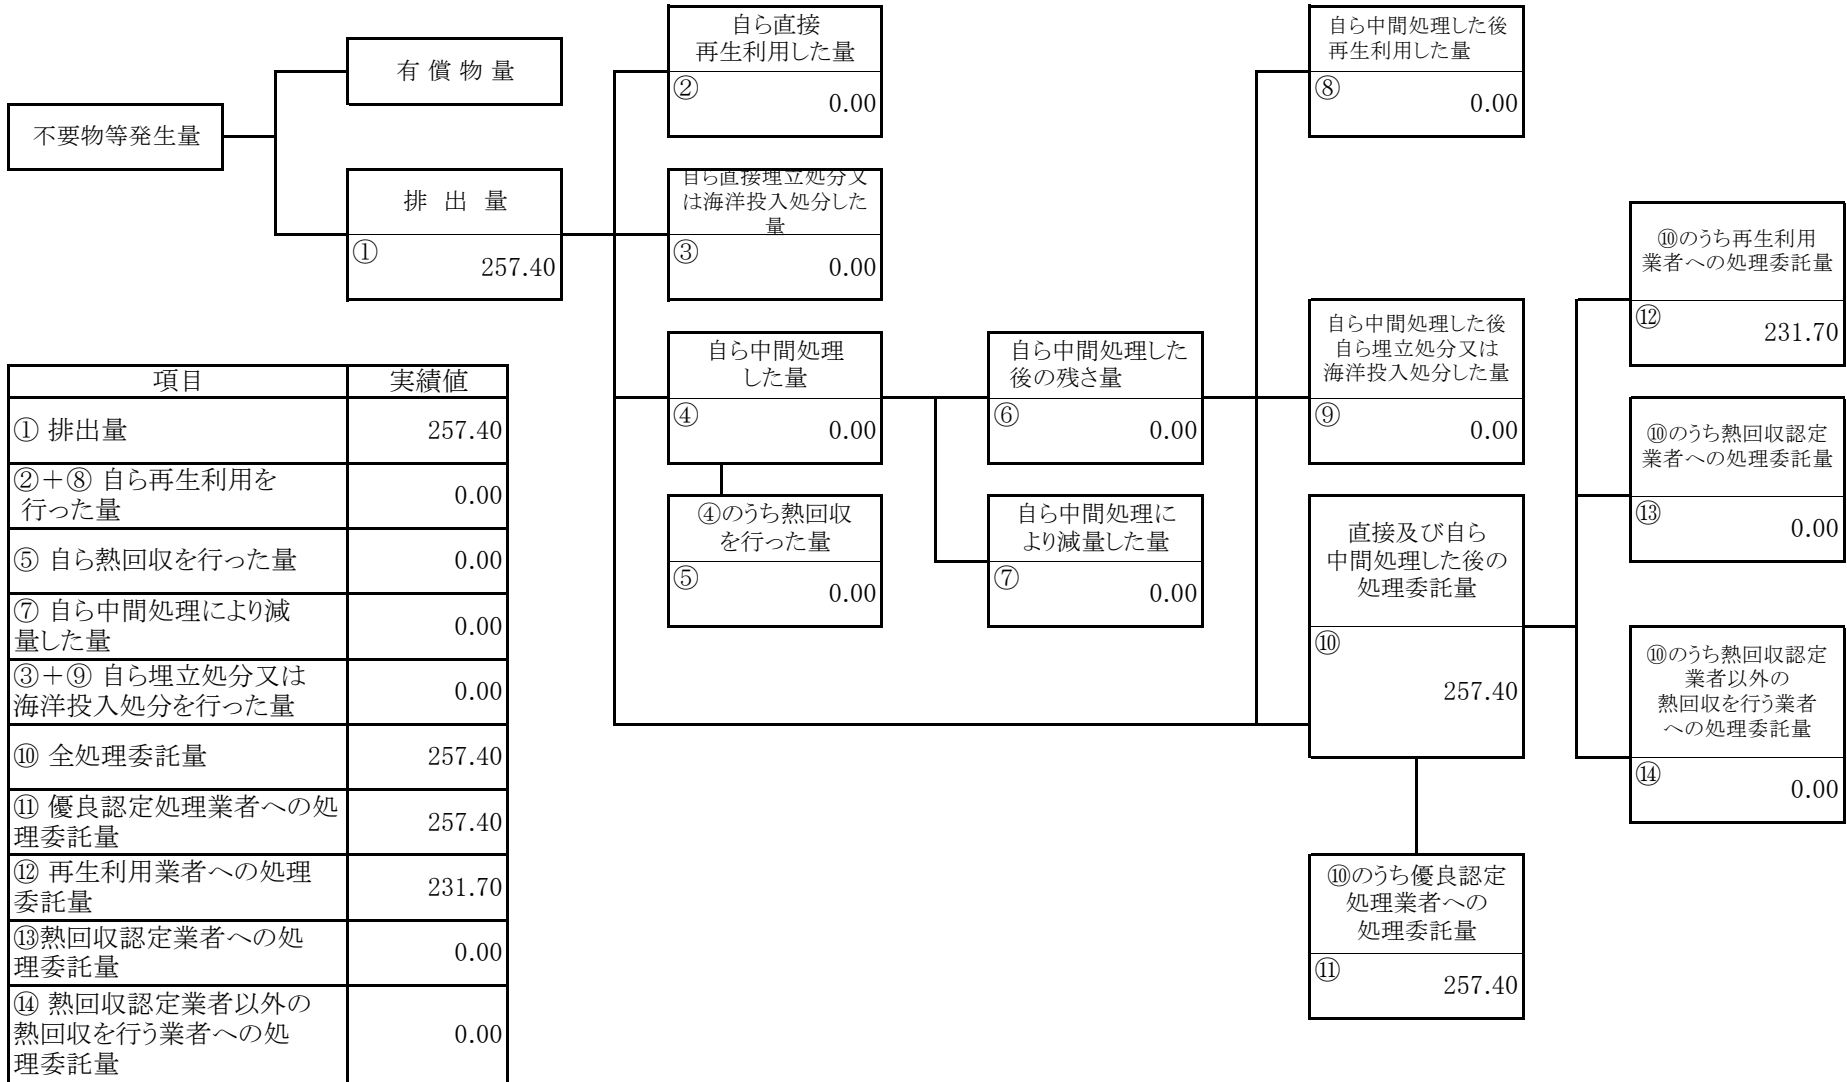 不要物等発生量
有 償 物 量
排 出 量
①
257.40
自ら直接
再生利用した量
②
0.00
自ら直接埋立処分又
は海洋投入処分した
量
③
0.00
自ら中間処理
した量
④
0.00
④のうち熱回収
を行った量
⑤
0.00
自ら中間処理した
後の残さ量
⑥
0.00
自ら中間処理に
より減量した量
⑦
0.00
自ら中間処理した後
再生利用した量
⑧
0.00
自ら中間処理した後
自ら埋立処分又は
海洋投入処分した量
⑨
0.00
直接及び自ら
中間処理した後の
処理委託量
⑩
257.40
⑩のうち優良認定
処理業者への
処理委託量
⑪
257.40
⑩のうち再生利用
業者への処理委託量
⑫
231.70
⑩のうち熱回収認定
業者への処理委託量
⑬
0.00
⑩のうち熱回収認定
業者以外の
熱回収を行う業者
への処理委託量
⑭
0.00
項目 実績値
① 排出量 257.40
②＋⑧ 自ら再生利用を
行った量 0.00
⑤ 自ら熱回収を行った量 0.00
⑦ 自ら中間処理により減
量した量 0.00
③＋⑨ 自ら埋立処分又は
海洋投入処分を行った量 0.00
⑩ 全処理委託量 257.40
⑪ 優良認定処理業者への処
理委託量 257.40
⑫ 再生利用業者への処理
委託量 231.70
⑬熱回収認定業者への処
理委託量 0.00
⑭ 熱回収認定業者以外の
熱回収を行う業者への処 0.00
理委託量